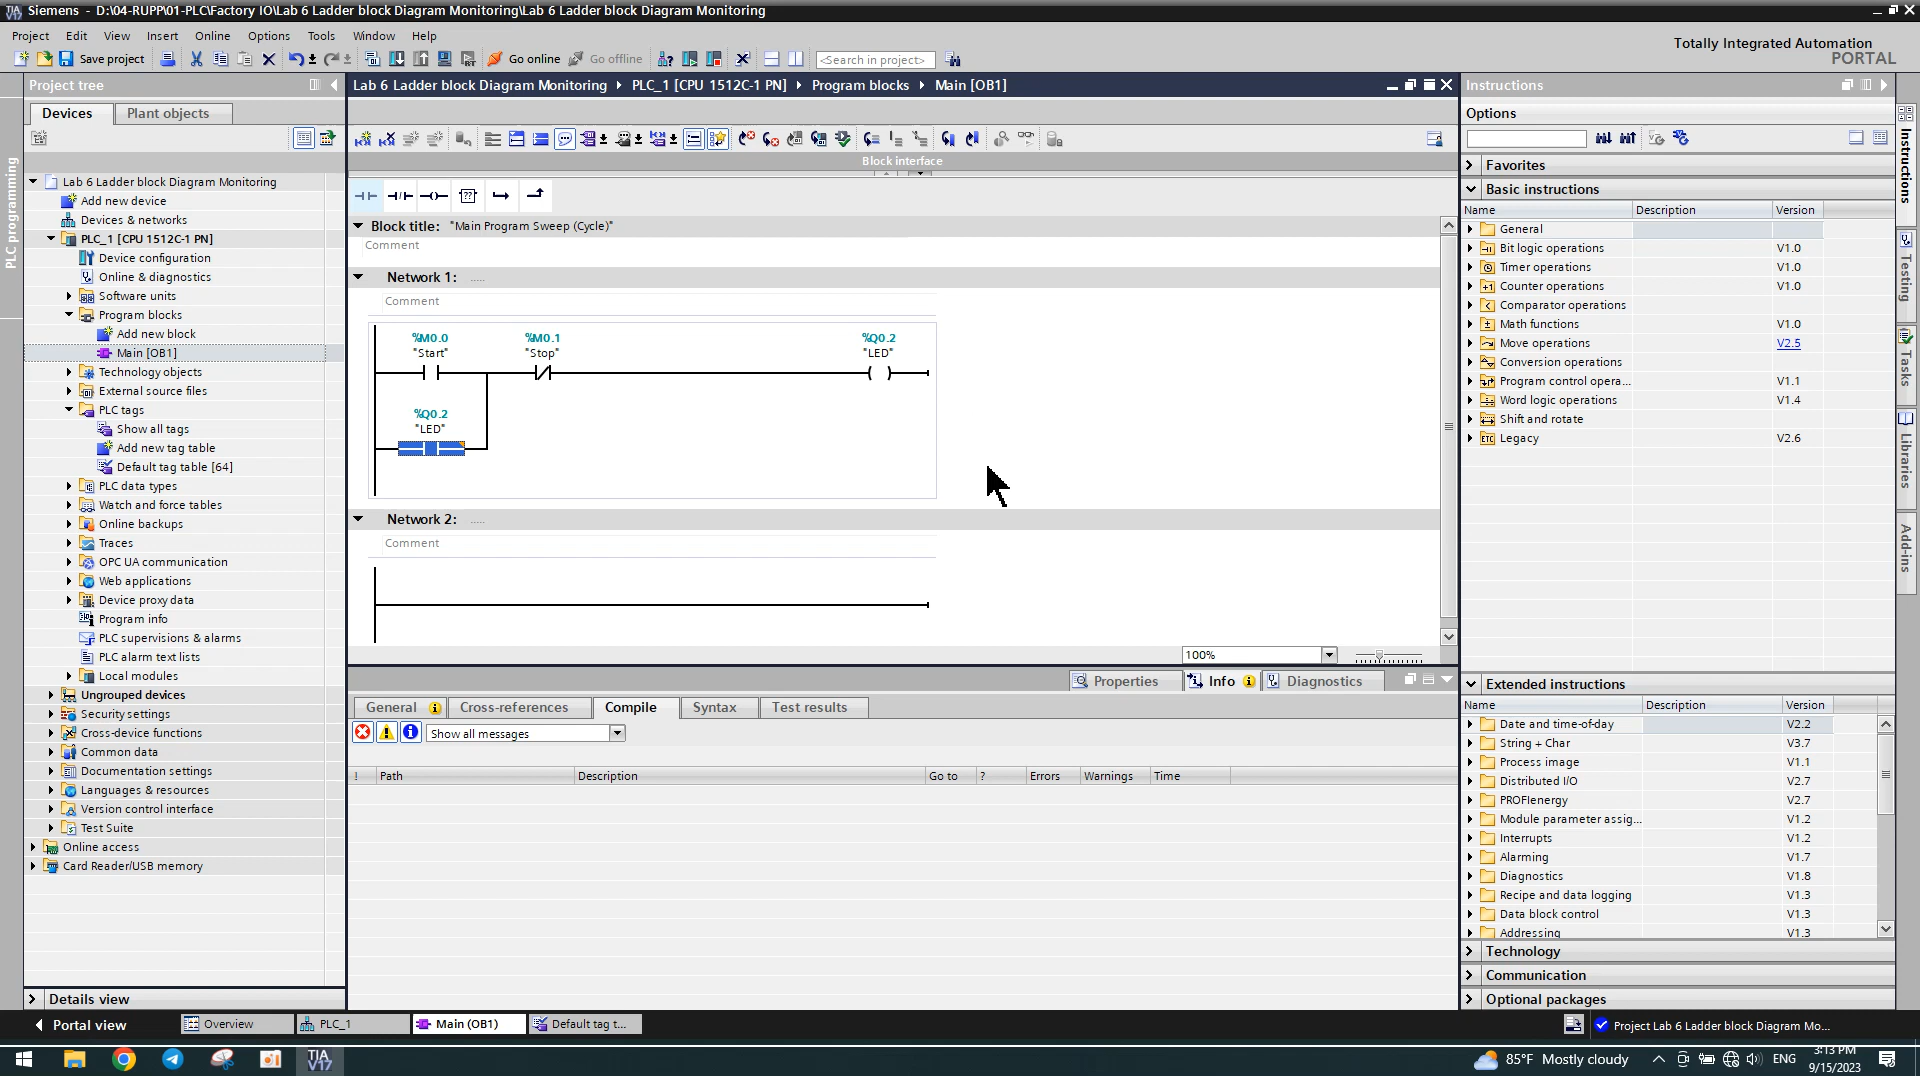 Siemens - D:\04-RUPP\01-PLC\Factory IO\Lab 6 Ladder block Diagram Monitoring\Lab 6 Ladder block Diagram Monitoring
Project Edit View Insert Online Options Tools Window Help
Totally Integrated Automation
PORTAL
Save project
Go online
Go offline
<Search in project>
Project tree
Lab 6 Ladder block Diagram Monitoring PLC_1 [CPU 1512C-1 PN] Program blocks Main [OB1]
Instructions
Devices
Plant objects
Options
Block interface
Favorites
Basic instructions
Name Description Version
General
Bit logic operations V1.0
Timer operations V1.0
Counter operations V1.0
Comparator operations
Math functions V1.0
Move operations V2.5
Conversion operations
Program control opera... V1.1
Word logic operations V1.4
Shift and rotate
Legacy V2.6
PLC programming
Lab 6 Ladder block Diagram Monitoring
Add new device
Devices & networks
PLC_1 [CPU 1512C-1 PN]
Device configuration
Online & diagnostics
Software units
Program blocks
Add new block
Main [OB1]
Technology objects
External source files
PLC tags
Show all tags
Add new tag table
Default tag table [64]
PLC data types
Watch and force tables
Online backups
Traces
OPC UA communication
Web applications
Device proxy data
Program info
PLC supervisions & alarms
PLC alarm text lists
Local modules
Ungrouped devices
Security settings
Cross-device functions
Common data
Documentation settings
Languages & resources
Version control interface
Test Suite
Online access
Card Reader/USB memory
Details view
Block title: "Main Program Sweep (Cycle)"
Comment
Network 1: .....
Comment
%M0.0 %M0.1 %Q0.2
"Start" "Stop" "LED"
%Q0.2
"LED"
Network 2: .....
Comment
100%
Properties Info Diagnostics
General Cross-references Compile Syntax Test results
Show all messages
! Path Description Go to ? Errors Warnings Time
Extended instructions
Name Description Version
Date and time-of-day V2.2
String + Char V3.7
Process image V1.1
Distributed I/O V2.7
PROFIenergy V2.7
Module parameter assig... V1.2
Interrupts V1.2
Alarming V1.7
Diagnostics V1.8
Recipe and data logging V1.3
Data block control V1.3
Addressing V1.3
Technology
Communication
Optional packages
Instructions
Testing
Tasks
Libraries
Add-ins
Portal view Overview PLC_1 Main (OB1) Default tag t...
Project Lab 6 Ladder block Diagram Mo...
TIA
V17
85°F Mostly cloudy
ENG
3:13 PM
9/15/2023